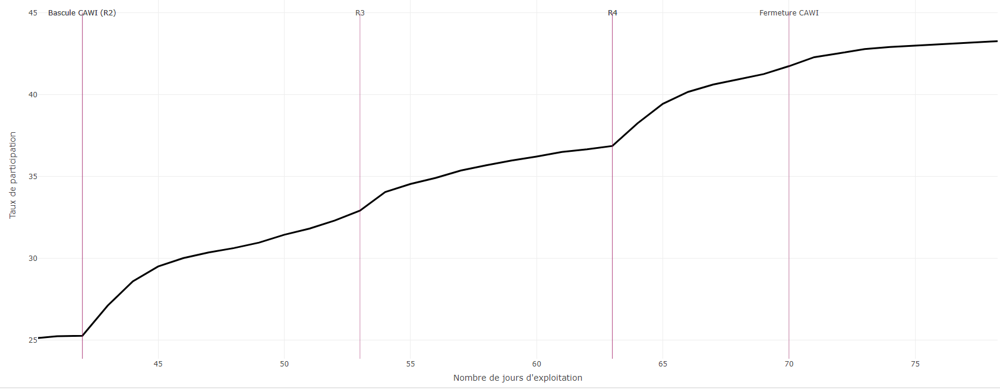 Bascule CAWI (R2)
R3
R4
Fermeture CAWI
45
40
35
30
25
Taux de participation
45
50
55
60
65
70
75
Nombre de jours d'exploitation